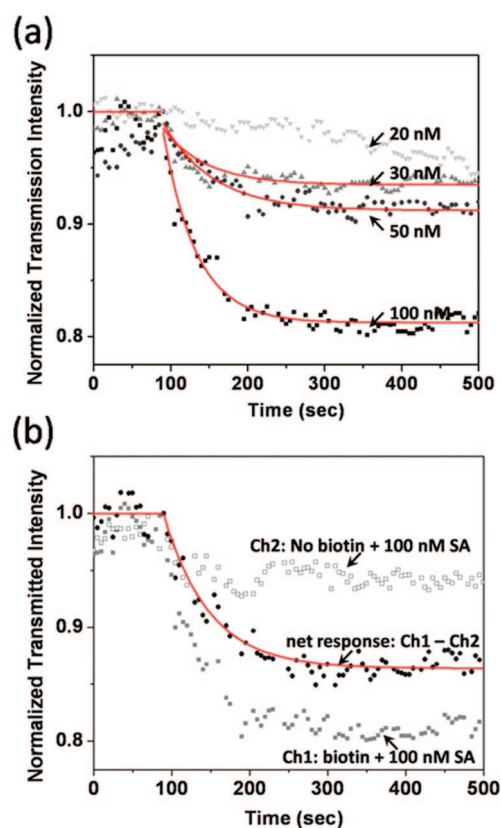 (a)
Normalized Transmission Intensity
1.0
0.9
0.8
20 nM
30 nM
50 nM
100 nM
0 100 200 300 400 500
Time (sec)
(b)
Normalized Transmitted Intensity
1.0
0.9
0.8
Ch2: No biotin + 100 nM SA
net response: Ch1 – Ch2
Ch1: biotin + 100 nM SA
0 100 200 300 400 500
Time (sec)